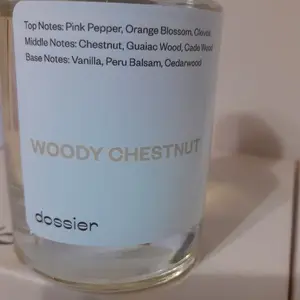 Top Notes: Pink Pepper, Orange Blossom, Cloves
Middle Notes: Chestnut, Guaiac Wood, Cade Wood
Base Notes: Vanilla, Peru Balsam, Cedarwood
WOODY CHESTNUT
dossier